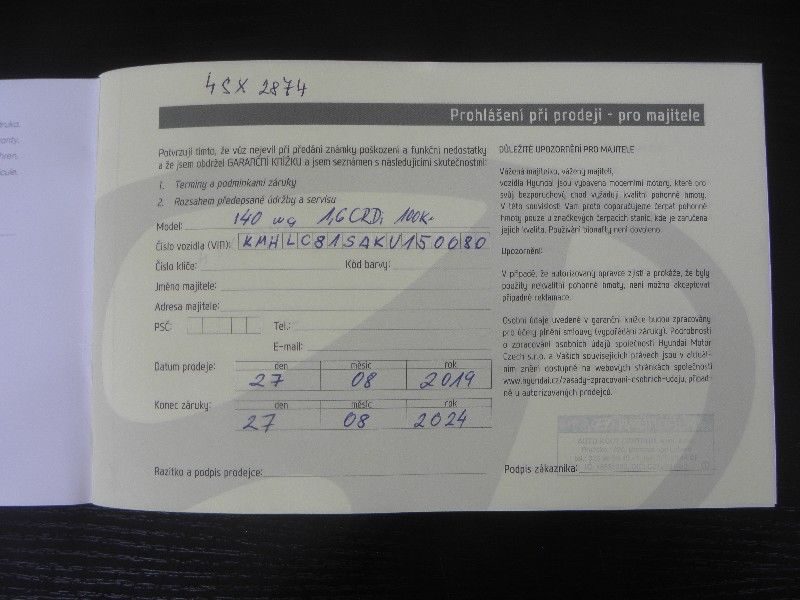 4SX 2874
Prohlášení při prodeji - pro majitele
Potvrzuji tímto, že vůz nejevil při předání známky poškození a funkční nedostatky
a že jsem obdržel GARANČNÍ KNÍŽKU a jsem seznámen s následujícími skutečnostmi:
1. Termíny a podmínkami záruky
2. Rozsahem předepsané údržby a servisu
Model: i40 wg 1,6 CRDi 100kw
Číslo vozidla (VIN): KMHLC81SAKU150080
Číslo klíče: Kód barvy:
Jméno majitele:
Adresa majitele:
PSČ: Tel.:
E-mail:
Datum prodeje: den měsíc rok
27 08 2019
Konec záruky: den měsíc rok
27 08 2024
Razítko a podpis prodejce:
DŮLEŽITÉ UPOZORNĚNÍ PRO MAJITELE
Vážená majitelko, vážený majiteli,
vozidla Hyundai jsou vybavena moderními motory, které pro
svůj bezporuchový chod vyžadují kvalitní pohonné hmoty.
V této souvislosti Vám proto doporučujeme čerpat pohonné
hmoty pouze u značkových čerpacích stanic, kde je zaručena
jejich kvalita. Používání bionafty není dovoleno.
Upozornění:
V případě, že autorizovaný opravce zjistí a prokáže, že byly
použity nekvalitní pohonné hmoty, není možno akceptovat
případné reklamace.
Osobní údaje uvedené v garanční knížce budou zpracovány
pro účely plnění smlouvy (vypořádání záruky). Podrobnosti
o zpracování osobních údajů společností Hyundai Motor
Czech s.r.o. a Vašich souvisejících právech jsou v aktuál-
ním znění dostupné na webových stránkách společnosti
www.hyundai.cz/zasady-zpracovani-osobnich-udaju, případ-
ně u autorizovaných prodejců.
Podpis zákazníka: